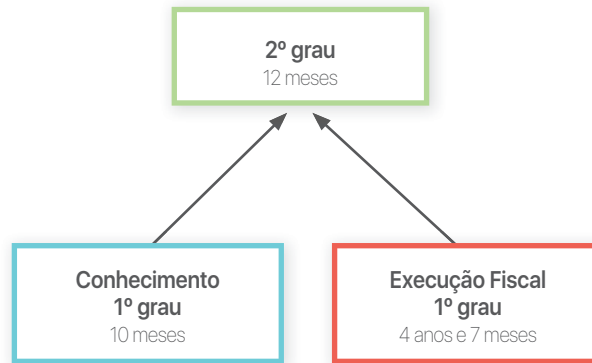 2º grau
12 meses
Conhecimento
1º grau
10 meses
Execução Fiscal
1º grau
4 anos e 7 meses